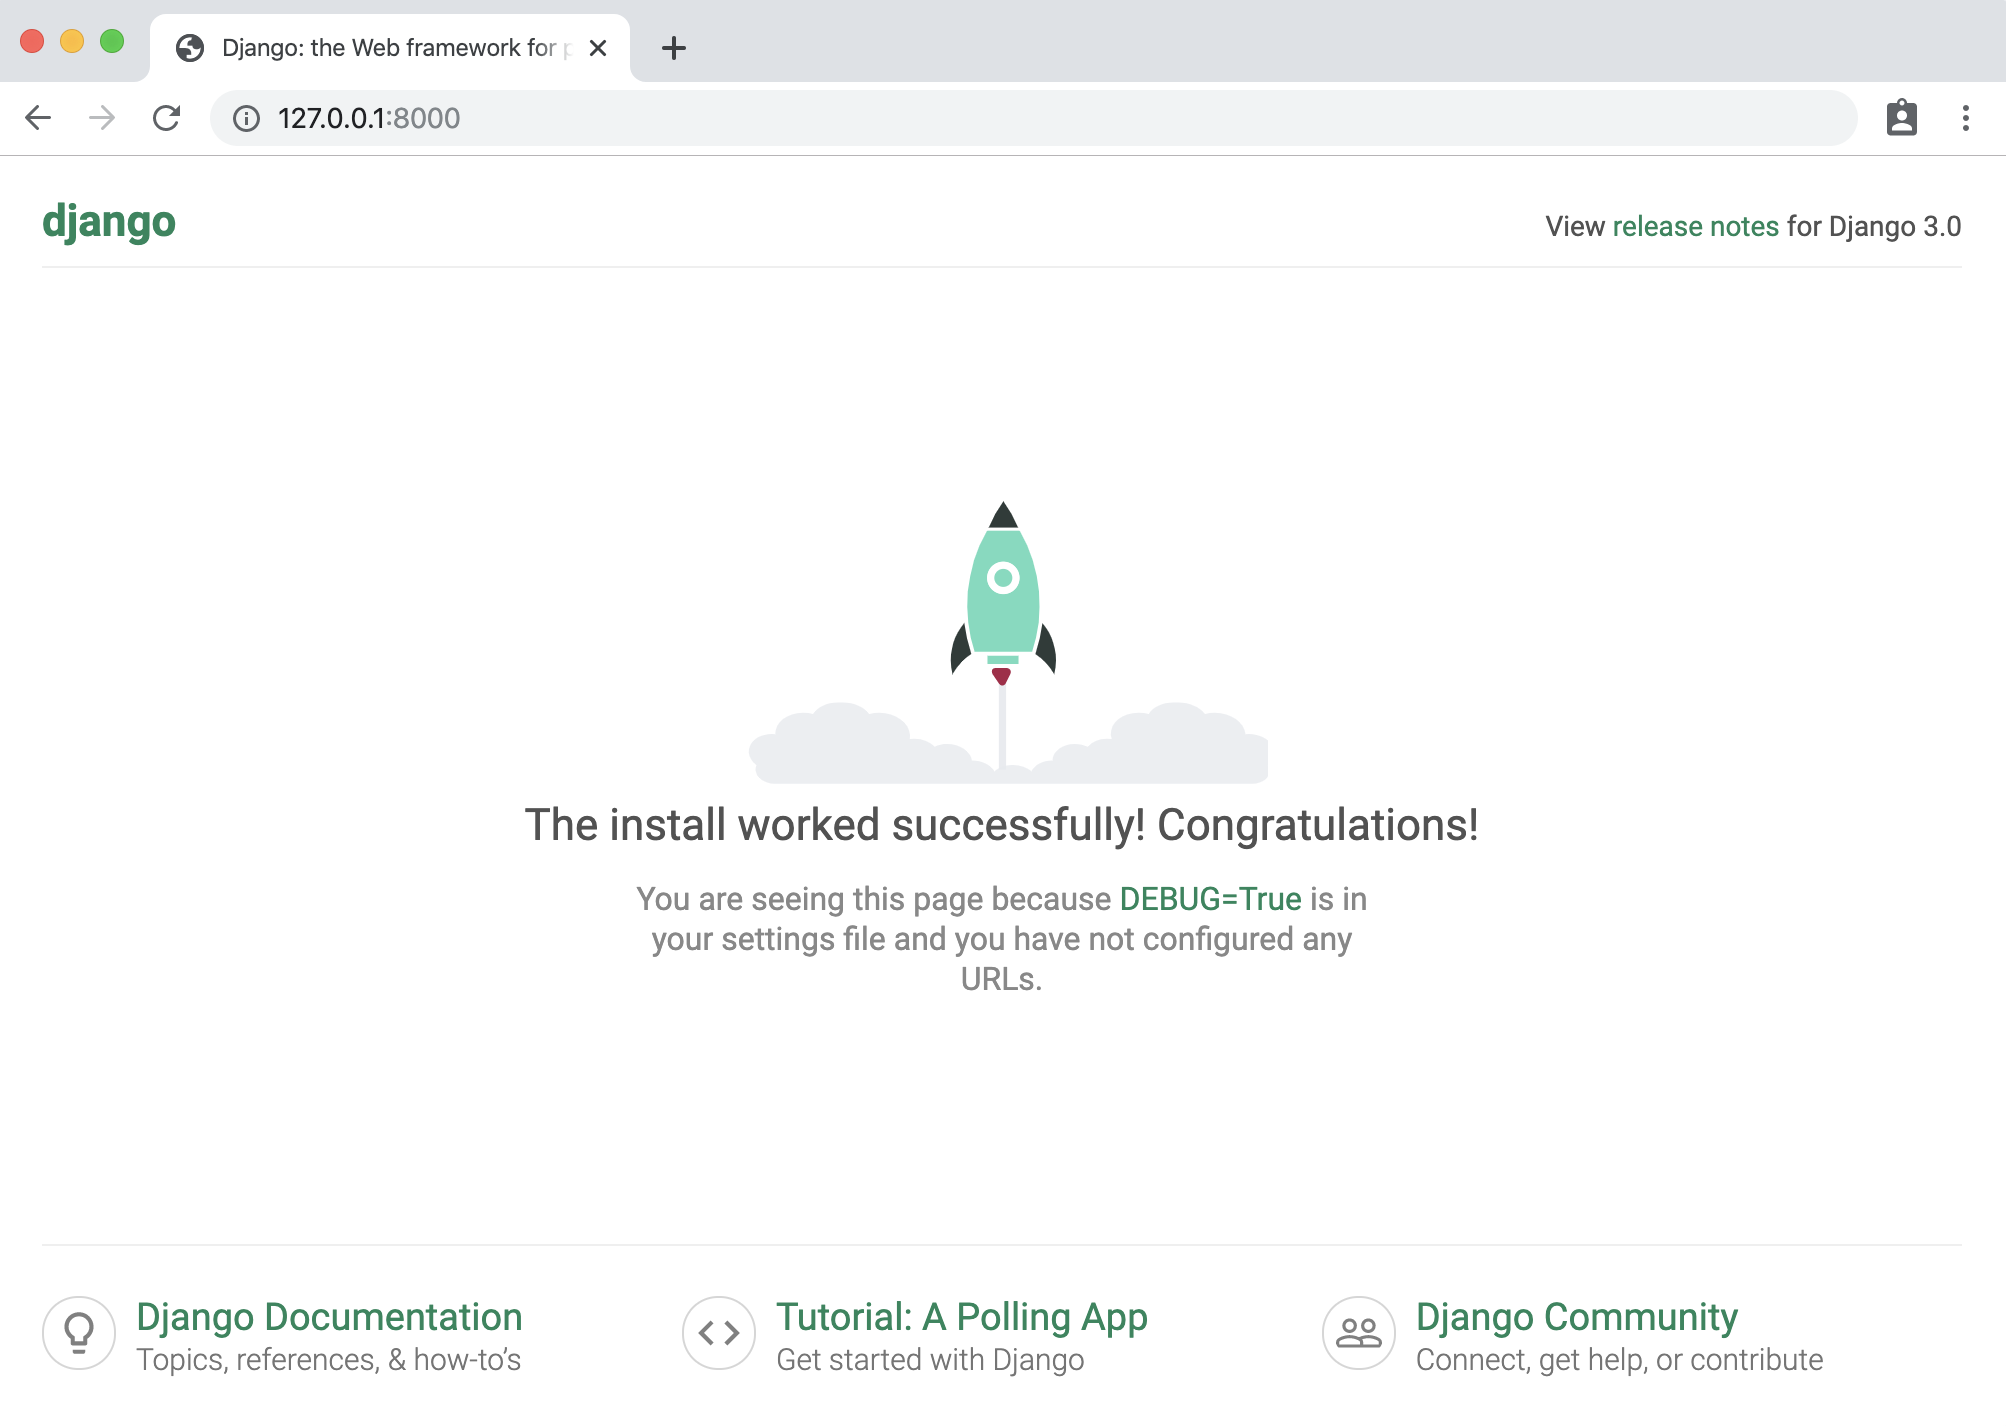 Django: the Web framework for
127.0.0.1:8000
django
View release notes for Django 3.0
The install worked successfully! Congratulations!
You are seeing this page because DEBUG=True is in
your settings file and you have not configured any
URLs.
Django Documentation
Topics, references, & how-to’s
Tutorial: A Polling App
Get started with Django
Django Community
Connect, get help, or contribute